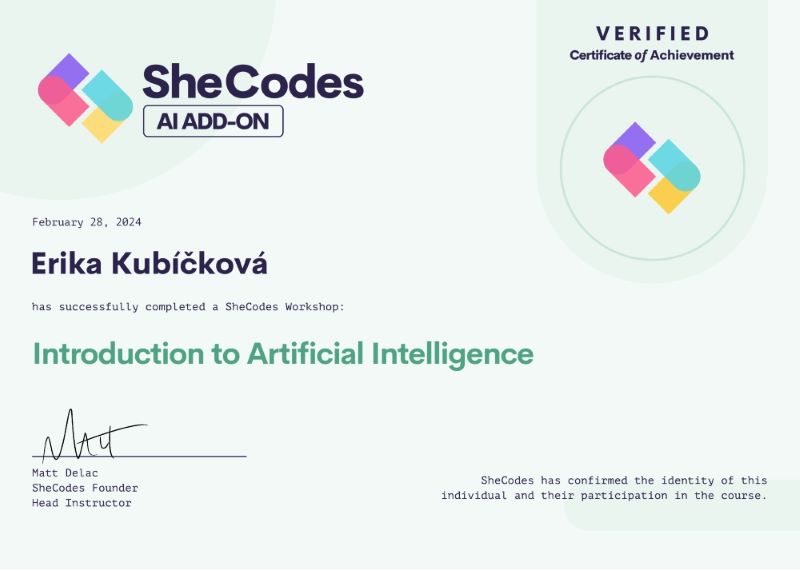 SheCodes
AI ADD-ON
VERIFIED
Certificate of Achievement
February 28, 2024
Erika Kubíčková
has successfully completed a SheCodes Workshop:
Introduction to Artificial Intelligence
Matt
Matt Delac
SheCodes Founder
Head Instructor
SheCodes has confirmed the identity of this
individual and their participation in the course.